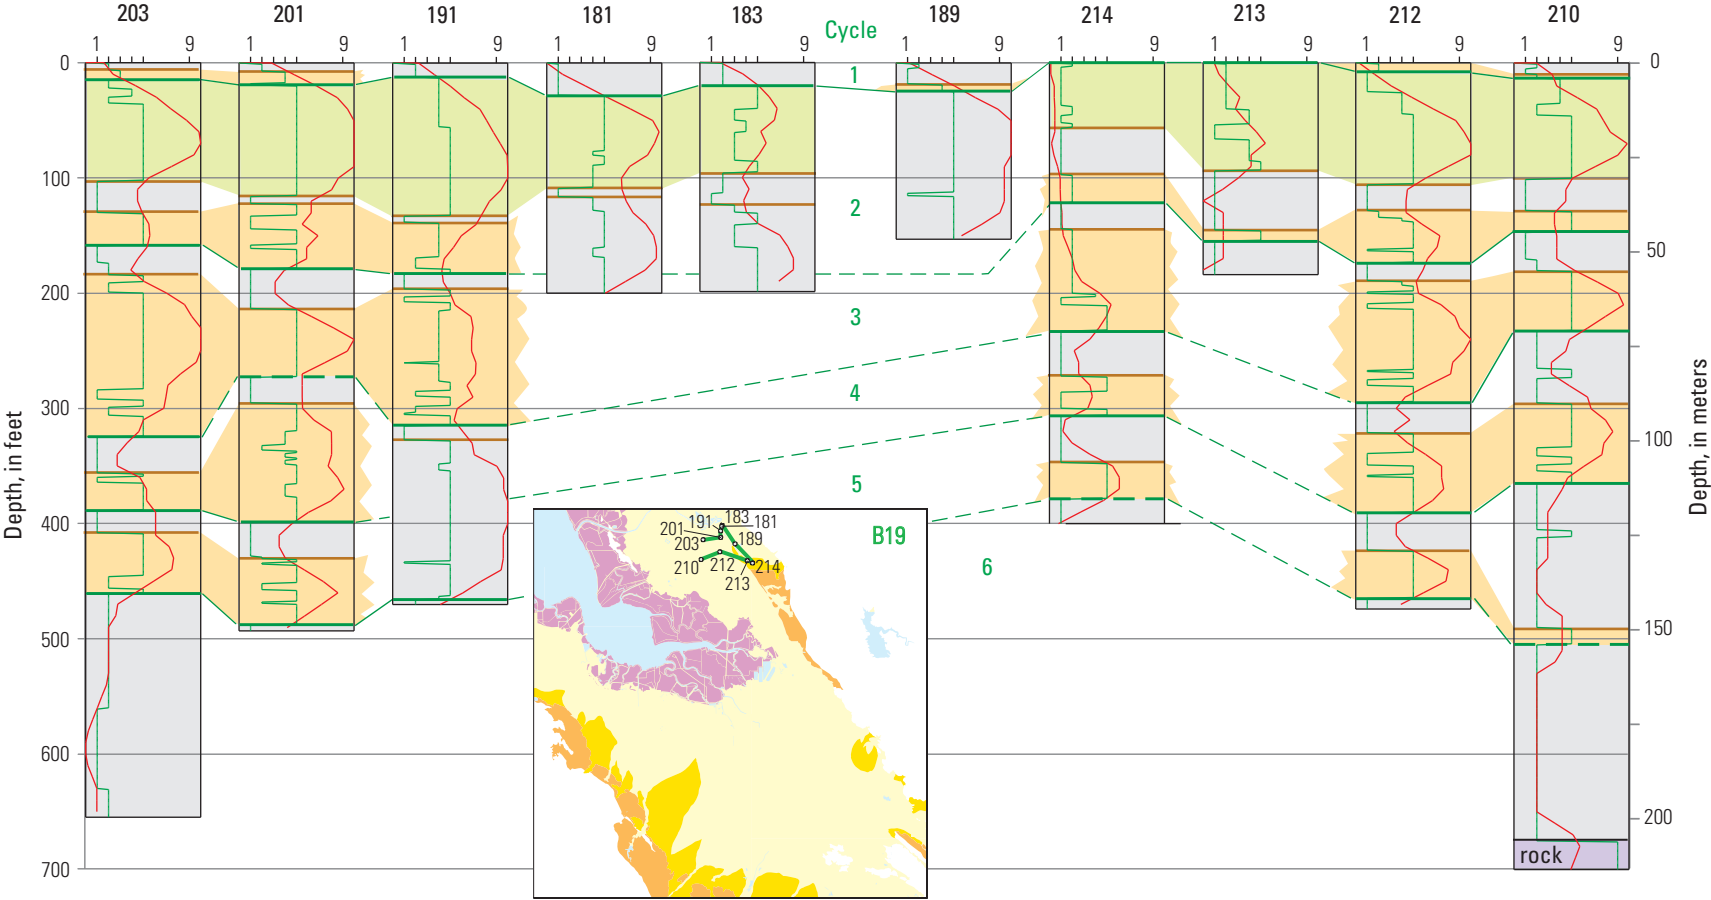 203 201 191 181 183 189 214 213 212 210
Cycle
1 9 1 9 1 9 1 9 1 9 1 9 1 9 1 9 1 9 1 9
0 0
1
100
2
50
200
3
300
4
100
400
5
500
6
150
600
200
700
Depth, in feet
Depth, in meters
rock
B19
191 183 181
201
203 189
210 212 214
213